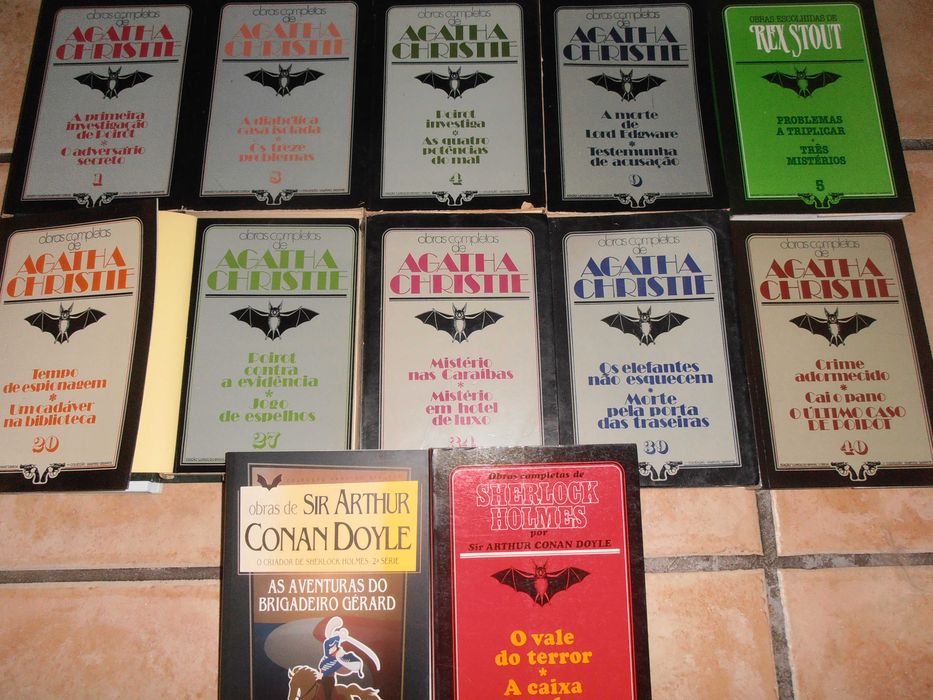 obras completas
de
AGATHA
CHRISTIE
A primeira
investigação
de Poirot
*
O adversário
secreto
1
obras completas
de
AGATHA
CHRISTIE
A diabólica
casa isolada
*
Os treze
problemas
3
obras completas
de
AGATHA
CHRISTIE
Poirot
investiga
*
As quatro
potências
do mal
4
obras completas
de
AGATHA
CHRISTIE
A morte
de
Lord Edgware
*
Testemunha
de acusação
9
OBRAS ESCOLHIDAS DE
REX STOUT
PROBLEMAS
A TRIPLICAR
*
TRÊS
MISTÉRIOS
5
obras completas
de
AGATHA
CHRISTIE
Tempo
de espionagem
*
Um cadáver
na biblioteca
20
obras completas
de
AGATHA
CHRISTIE
Poirot
contra
a evidência
*
Jogo
de espelhos
27
obras completas
de
AGATHA
CHRISTIE
Mistério
nas Caraíbas
*
Mistério
em hotel
de luxo
34
obras completas
de
AGATHA
CHRISTIE
Os elefantes
não esquecem
*
Morte
pela porta
das traseiras
39
obras completas
de
AGATHA
CHRISTIE
Crime
adormecido
*
Cai o pano
O ÚLTIMO CASO
DE POIROT
40
obras de SIR ARTHUR
CONAN DOYLE
O CRIADOR DE SHERLOCK HOLMES 2ª SÉRIE
AS AVENTURAS DO
BRIGADEIRO GÉRARD
Obras completas de
SHERLOCK
HOLMES
por
Sir ARTHUR CONAN DOYLE
O vale
do terror
*
A caixa